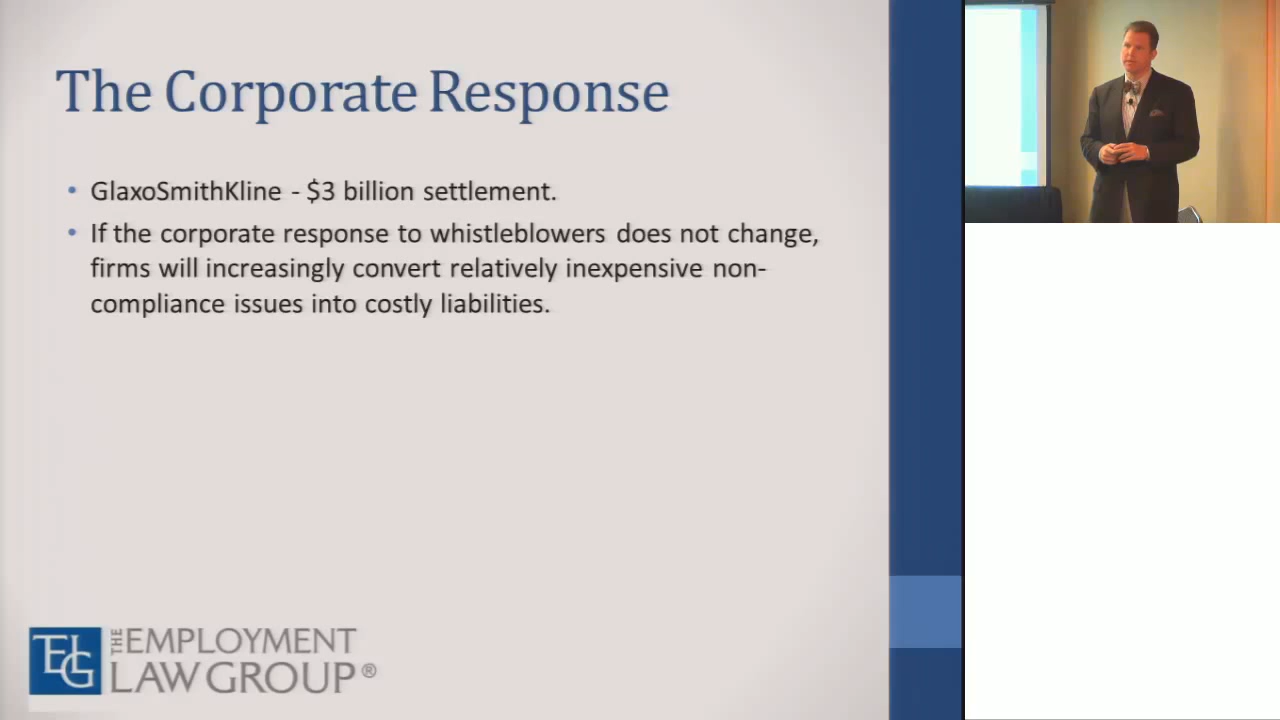 The Corporate Response
• GlaxoSmithKline - $3 billion settlement.
• If the corporate response to whistleblowers does not change,
firms will increasingly convert relatively inexpensive non-
compliance issues into costly liabilities.
TELG THE EMPLOYMENT
LAW GROUP®